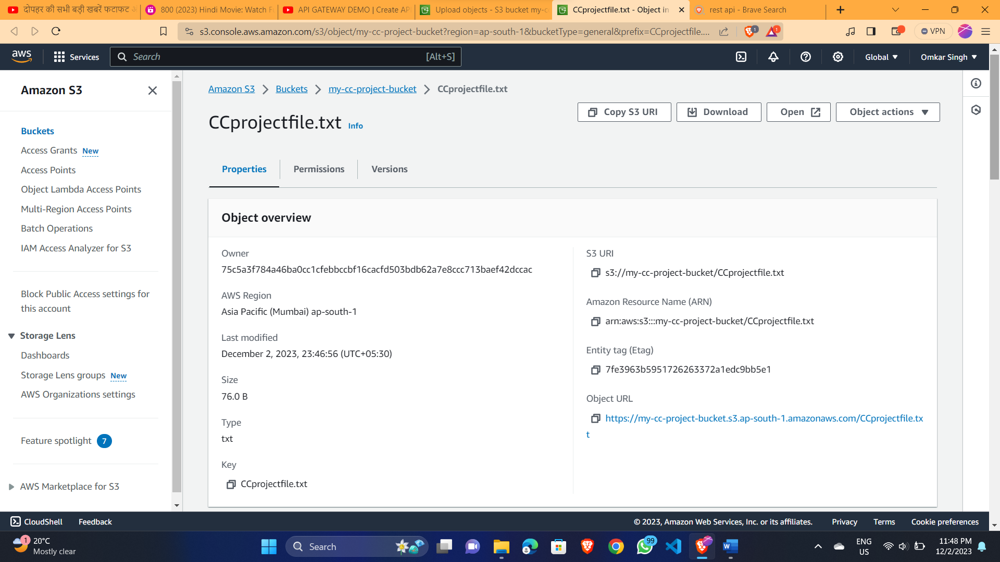 दोपहर की सभी बड़ी खबरें फटाफट
800 (2023) Hindi Movie: Watch F
API GATEWAY DEMO | Create AP
Upload objects - S3 bucket my-c
CCprojectfile.txt - Object in
rest api - Brave Search
s3.console.aws.amazon.com/s3/object/my-cc-project-bucket?region=ap-south-1&bucketType=general&prefix=CCprojectfile....
1
1
VPN
aws
Services
Search
[Alt+S]
Global
Omkar Singh
Amazon S3
Buckets
Access Grants New
Access Points
Object Lambda Access Points
Multi-Region Access Points
Batch Operations
IAM Access Analyzer for S3
Block Public Access settings for
this account
Storage Lens
Dashboards
Storage Lens groups New
AWS Organizations settings
Feature spotlight 7
AWS Marketplace for S3
Amazon S3 > Buckets > my-cc-project-bucket > CCprojectfile.txt
CCprojectfile.txt Info
Copy S3 URI
Download
Open
Object actions
Properties
Permissions
Versions
Object overview
Owner
75c5a3f784a46ba0cc1cfebbccbf16cacfd503bdb62a7e8ccc713baef42dccac
AWS Region
Asia Pacific (Mumbai) ap-south-1
Last modified
December 2, 2023, 23:46:56 (UTC+05:30)
Size
76.0 B
Type
txt
Key
CCprojectfile.txt
S3 URI
s3://my-cc-project-bucket/CCprojectfile.txt
Amazon Resource Name (ARN)
arn:aws:s3:::my-cc-project-bucket/CCprojectfile.txt
Entity tag (Etag)
7fe3963b5951726263372a1edc9bb5e1
Object URL
https://my-cc-project-bucket.s3.ap-south-1.amazonaws.com/CCprojectfile.tx
t
CloudShell
Feedback
© 2023, Amazon Web Services, Inc. or its affiliates.
Privacy
Terms
Cookie preferences
1
20°C
Mostly clear
Search
99
ENG
US
11:48 PM
12/2/2023